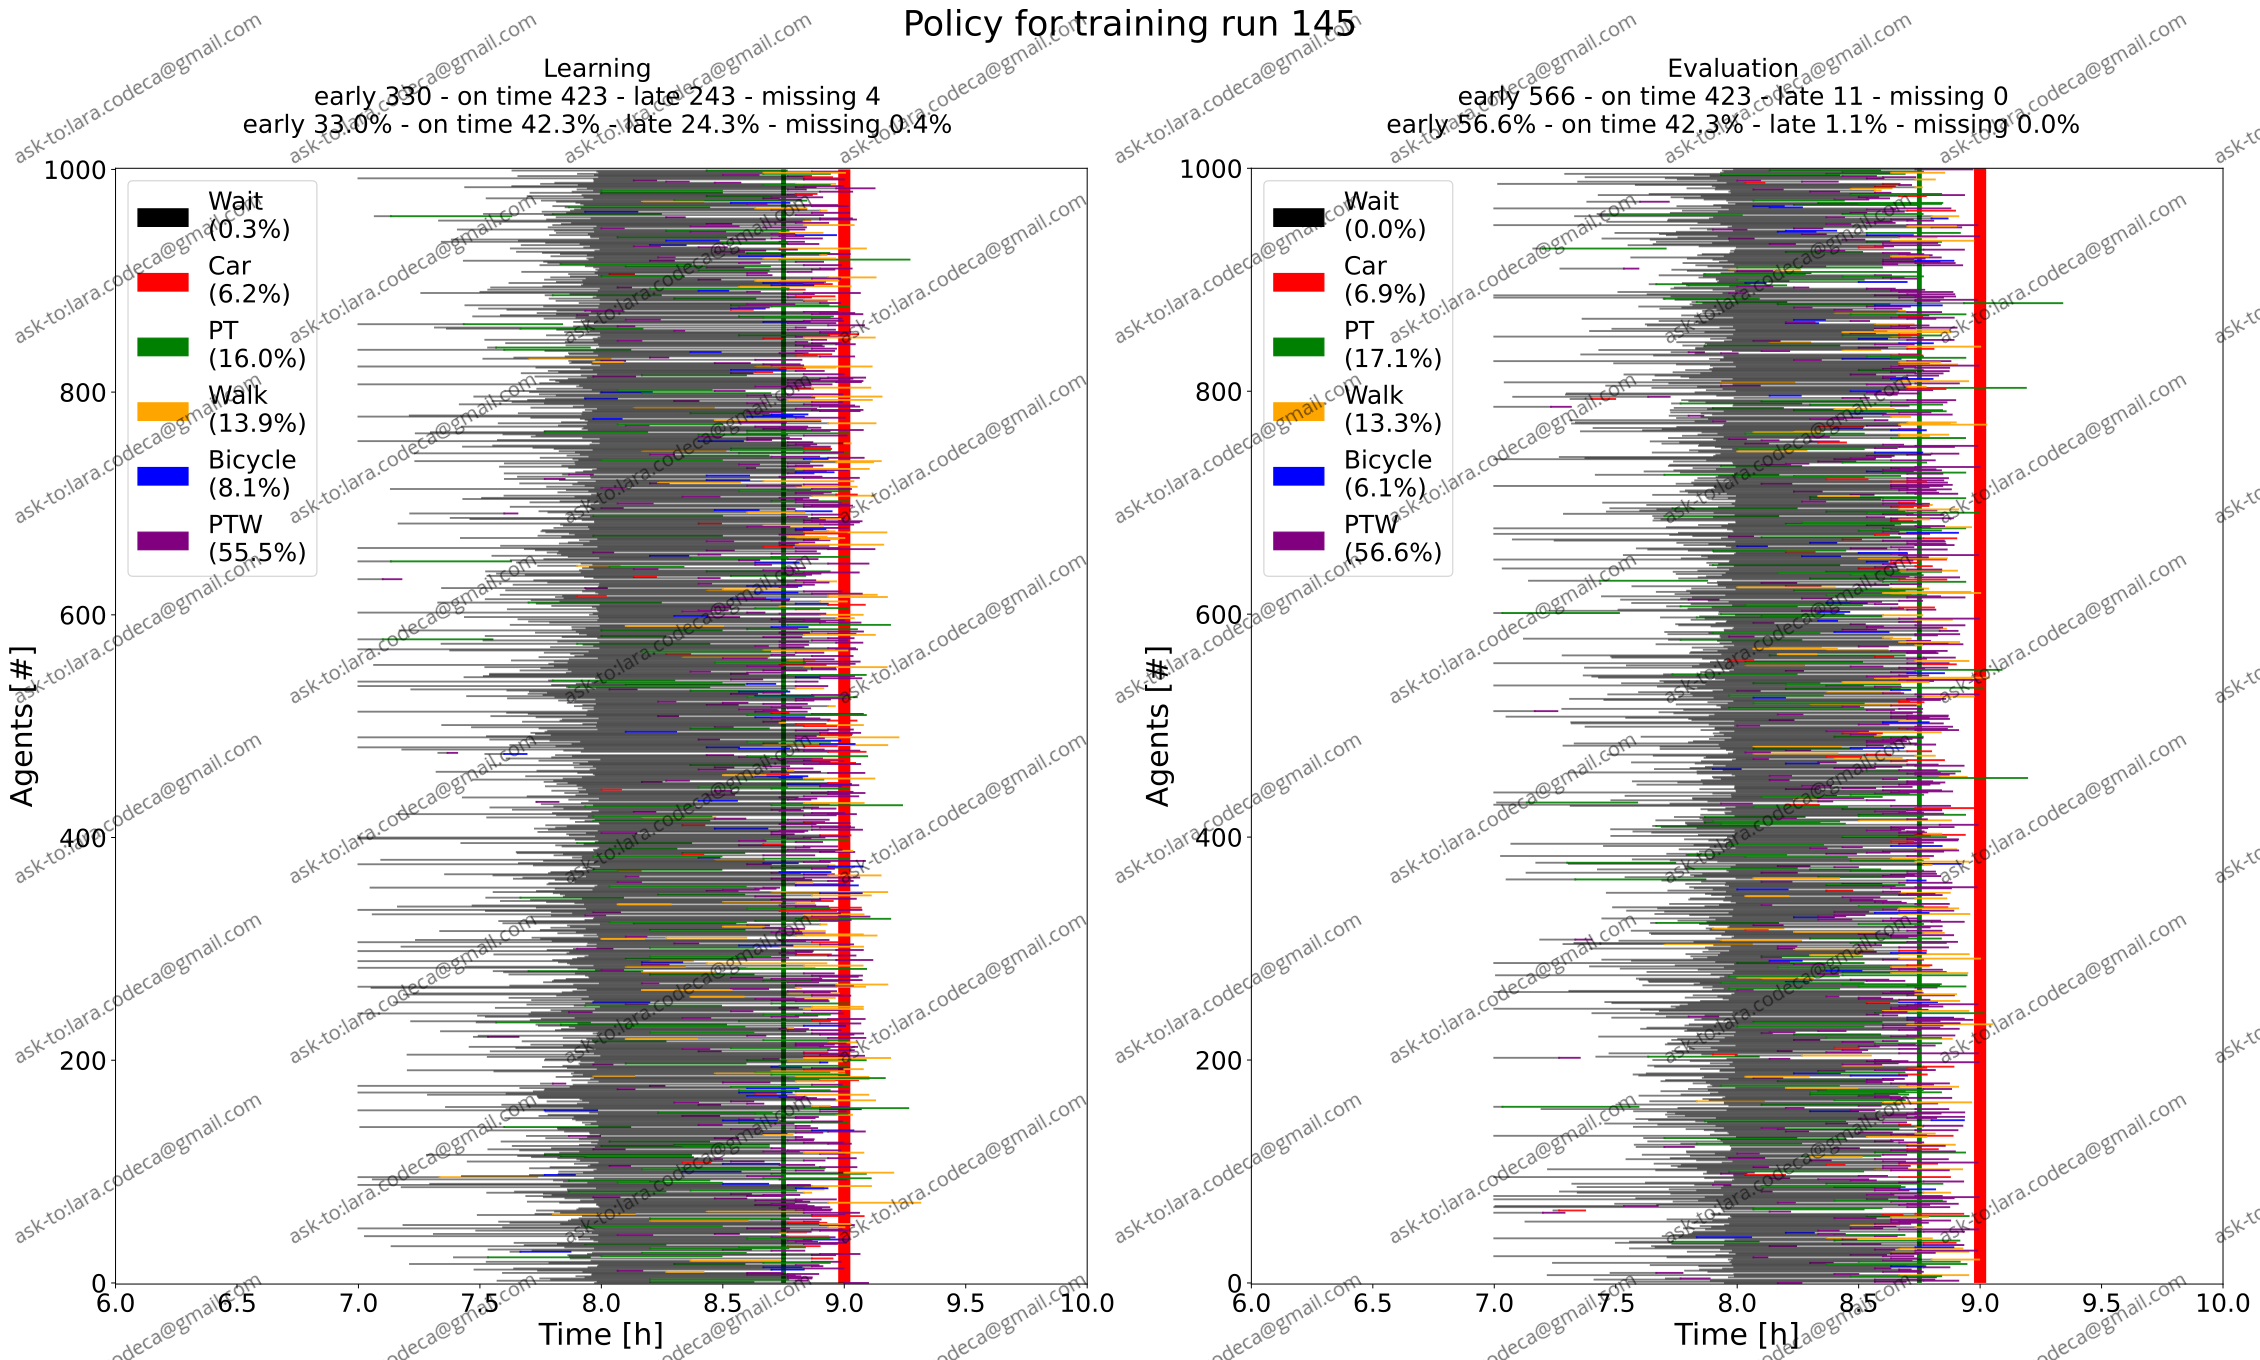 Policy for training run 145
Learning
early 330 - on time 423 - late 243 - missing 4
early 33.0% - on time 42.3% - late 24.3% - missing 0.4%
1000
800
600
400
200
0
Agents [#]
Wait
(0.3%)
Car
(6.2%)
PT
(16.0%)
Walk
(13.9%)
Bicycle
(8.1%)
PTW
(55.5%)
6.0 6.5 7.0 7.5 8.0 8.5 9.0 9.5 10.0
Time [h]
Evaluation
early 566 - on time 423 - late 11 - missing 0
early 56.6% - on time 42.3% - late 1.1% - missing 0.0%
1000
800
600
400
200
0
Agents [#]
Wait
(0.0%)
Car
(6.9%)
PT
(17.1%)
Walk
(13.3%)
Bicycle
(6.1%)
PTW
(56.6%)
6.0 6.5 7.0 7.5 8.0 8.5 9.0 9.5 10.0
Time [h]
ask-to:lara.codeca@gmail.com